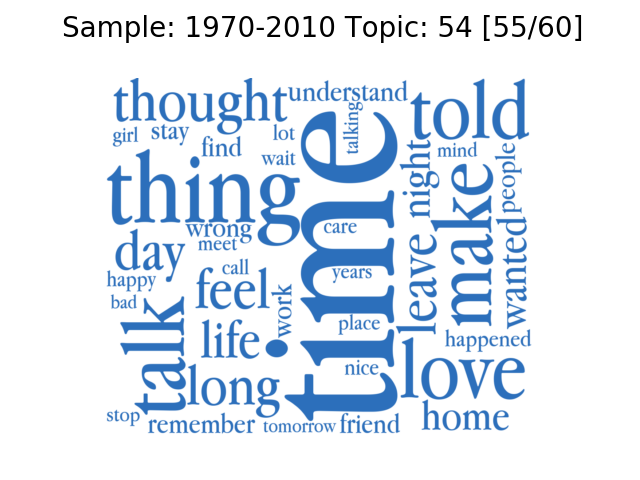 Sample: 1970-2010 Topic: 54 [55/60]
thought
understand
told
girl
stay
lot
talking
find
mind
wait
thing
time
night
people
make
wrong
care
meet
day
leave
wanted
call
years
happy
feel
bad
work
talk
life
place
happened
nice
love
long
stop
remember
tomorrow
friend
home